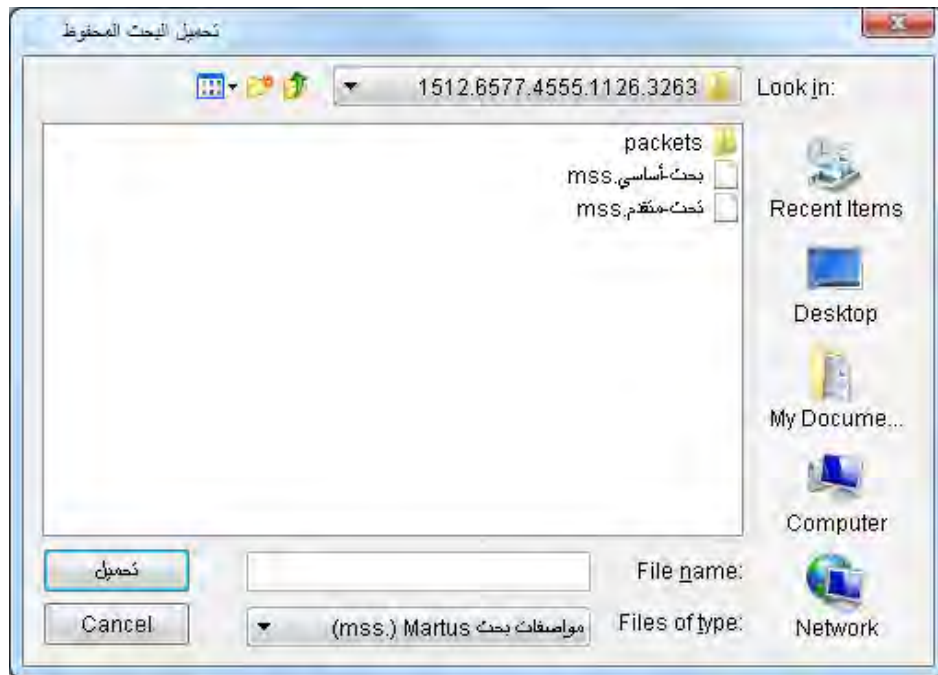 تحميل البحث المحفوظ
Look in:
1512.6577.4555.1126.3263
packets
بحث-أساسي.mss
نحث-متقدم.mss
Recent Items
Desktop
My Docume...
Computer
Network
File name:
تحميل
Files of type:
مواصفات بحث Martus (.mss)
Cancel